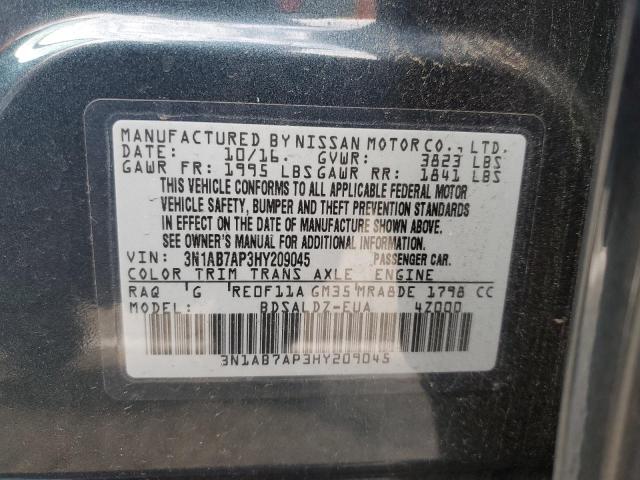 MANUFACTURED BY NISSAN MOTOR CO., LTD.
DATE: 10/16. GVWR: 3823 LBS
GAWR FR: 1995 LBS GAWR RR: 1841 LBS
THIS VEHICLE CONFORMS TO ALL APPLICABLE FEDERAL MOTOR
VEHICLE SAFETY, BUMPER AND THEFT PREVENTION STANDARDS
IN EFFECT ON THE DATE OF MANUFACTURE SHOWN ABOVE.
SEE OWNER'S MANUAL FOR ADDITIONAL INFORMATION.
VIN: 3N1AB7AP3HY209045 PASSENGER CAR.
COLOR TRIM TRANS AXLE ENGINE
RAQ G RE0F11A GM35 MRA8DE 1798 CC
MODEL: BDSALDZ-EUA 4Z000
3N1AB7AP3HY209045